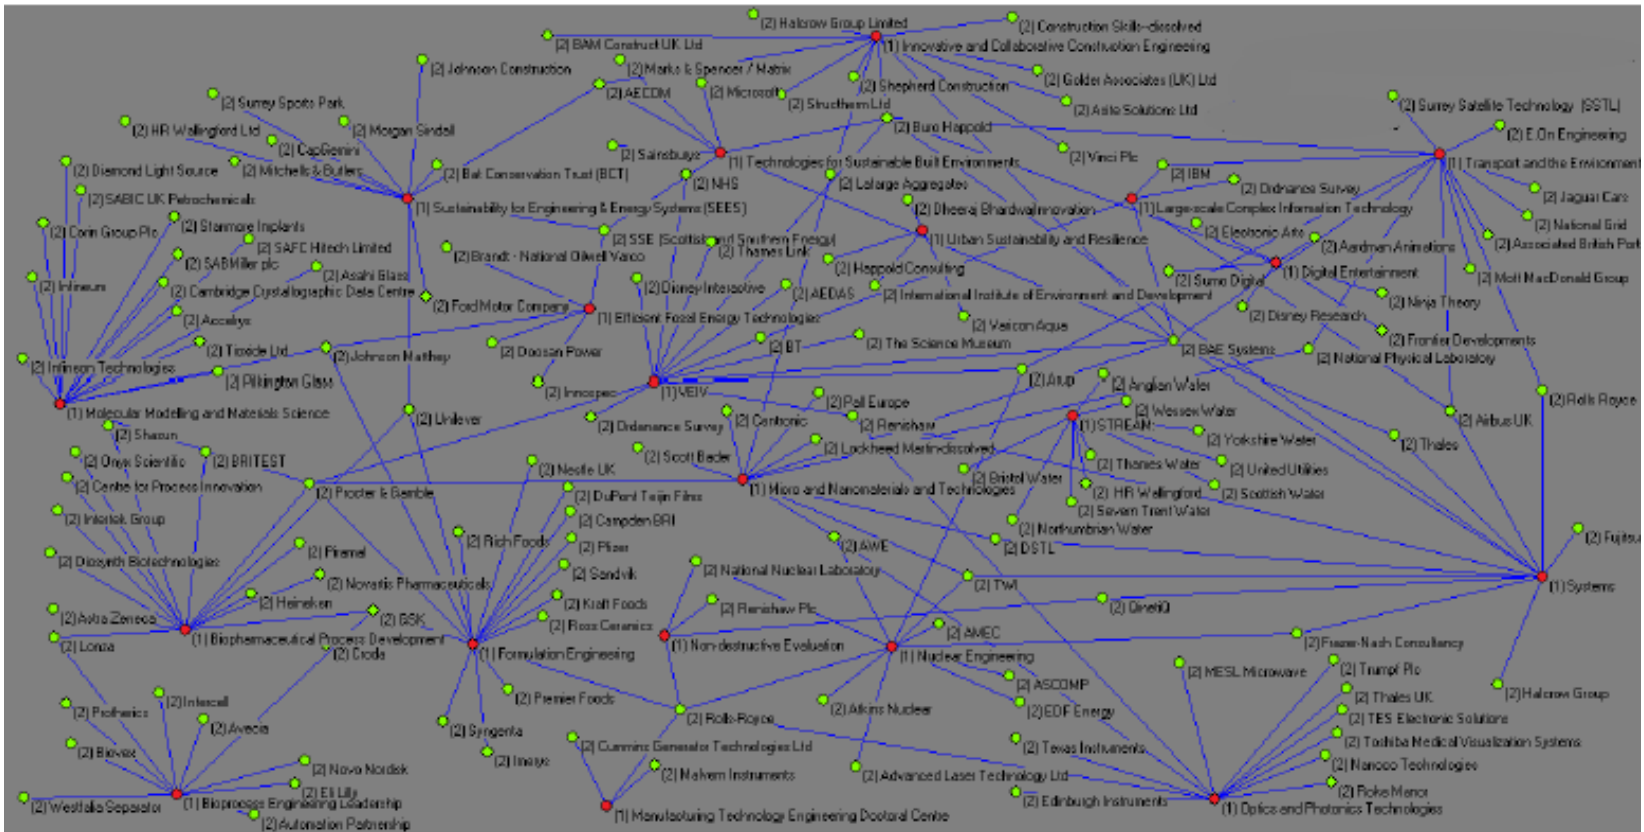 (2) Halcrow Group Limited
(2) Construction Skills-dissolved
(2) BAM Construct UK Ltd
(1) Innovative and Collaborative Construction Engineering
(2) Johnson Construction
(2) Marks & Spencer / Matrix
(2) Shepherd Construction
(2) Golder Associates (UK) Ltd
(2) AECOM
(2) Microsoft
(2) Structherm Ltd
(2) Asite Solutions Ltd
(2) Surrey Sports Park
(2) Surrey Satellite Technology (SSTL)
(2) HR Wallingford Ltd
(2) Morgan Sindall
(2) Buro Happold
(2) E.On Engineering
(2) CapGemini
(2) Sainsburys
(2) Vinci Plc
(2) Diamond Light Source
(2) Mitchells & Butlers
(2) Bat Conservation Trust (BCT)
(1) Technologies for Sustainable Built Environments
(2) IBM
(1) Transport and the Environment
(2) NHS
(2) Lafarge Aggregates
(2) Ordnance Survey
(2) Jaguar Cars
(2) SABIC UK Petrochemicals
(1) Sustainability for Engineering & Energy Systems (SEES)
(2) Dheeraj Bhardwa
(1) Large-scale Complex Information Technology
(2) National Grid
(2) Corin Group Plc
(2) Stanmore Implants
(2) Electronic Arts
(2) SAFC Hitech Limited
(2) SSE (Scottish and Southern Energy)
(1) Urban Sustainability and Resilience
(2) Aardman Animations
(2) Associated British Port
(2) SABMiller plc
(2) Brandt - National Oilwell Varco
(2) Thames Link
(2) Happold Consulting
(2) Asahi Glass
(2) Sumo Digital
(1) Digital Entertainment
(2) Mott MacDonald Group
(2) Infineum
(2) Cambridge Crystallographic Data Centre
(2) Ford Motor Company
(2) Disney Interactive
(2) AEDAS
(2) International Institute of Environment and Development
(2) Ninja Theory
(2) Accelrys
(1) Efficient Fossil Energy Technologies
(2) Varicon Aqua
(2) Disney Research
(2) Frontier Developments
(2) Tioxide Ltd
(2) Johnson Matthey
(2) Doosan Power
(2) BT
(2) The Science Museum
(2) BAE Systems
(2) National Physical Laboratory
(2) Infineon Technologies
(2) Pilkington Glass
(2) Innospec
(1) VEIV
(2) Arup
(2) Anglian Water
(2) Rolls Royce
(1) Molecular Modelling and Materials Science
(2) Unilever
(2) Pall Europe
(2) Wessex Water
(2) Airbus UK
(2) Shasun
(2) Ordanance Survey
(2) Centronic
(2) Renishaw
(1) STREAM
(2) Yorkshire Water
(2) Thales
(2) Onyx Scientific
(2) BRITEST
(2) Scott Bader
(2) Lockheed Martin-dissolved
(2) Thames Water
(2) United Utilities
(2) Nestle UK
(2) Bristol Water
(2) Centre for Process Innovation
(2) Procter & Gamble
(2) DuPont Teijin Films
(1) Micro and Nanomaterials and Technologies
(2) HR Wallingford
(2) Scottish Water
(2) Intertek Group
(2) Campden BRI
(2) Severn Trent Water
(2) Northumbrian Water
(2) Rich Foods
(2) Pfizer
(2) AWE
(2) DSTL
(2) Fujitsu
(2) Diosynth Biotechnologies
(2) Piramal
(2) Sandvik
(2) National Nuclear Laboratory
(2) Novartis Pharmaceuticals
(2) TWI
(1) Systems
(2) Heineken
(2) Kraft Foods
(2) Renishaw Plc
(2) QinetiQ
(2) Astra Zeneca
(2) GSK
(2) Ross Ceramics
(1) Biopharmaceutical Process Development
(2) AMEC
(2) Frazer-Nash Consultancy
(2) Lonza
(2) Croda
(1) Formulation Engineering
(1) Non-destructive Evaluation
(1) Nuclear Engineering
(2) MESL Microwave
(2) Trumpf Plc
(2) ASCOMP
(2) Halcrow Group
(2) Intercell
(2) Premier Foods
(2) Thales UK
(2) Protherics
(2) Atkins Nuclear
(2) EDF Energy
(2) Rolls-Royce
(2) TES Electronic Solutions
(2) Avecia
(2) Syngenta
(2) Toshiba Medical Visualization Systems
(2) Biovex
(2) Imerys
(2) Cummins Generator Technologies Ltd
(2) Texas Instruments
(2) Nanoco Technologies
(2) Novo Nordisk
(2) Malvern Instruments
(2) Advanced Laser Technology Ltd
(2) Eli Lilly
(2) Roke Manor
(2) Westfalia Separator
(1) Bioprocess Engineering Leadership
(2) Edinburgh Instruments
(1) Optics and Photonics Technologies
(1) Manufacturing Technology Engineering Doctoral Centre
(2) Automation Partnership